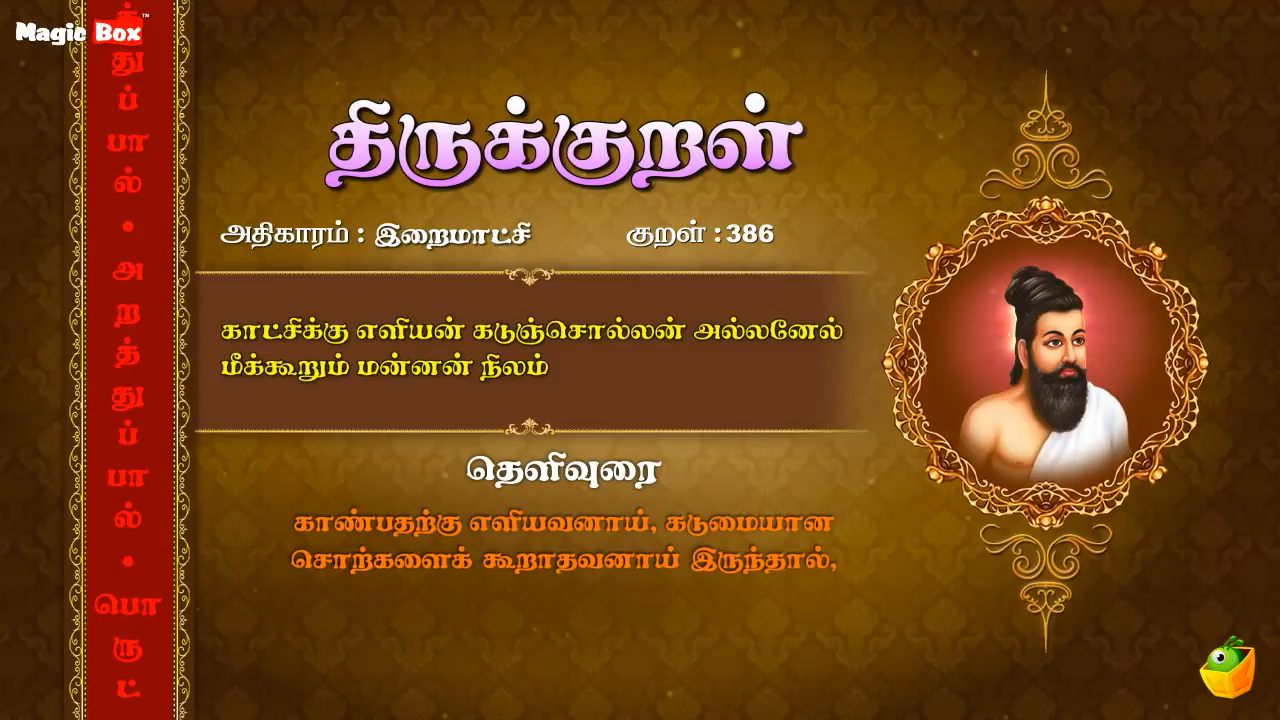 Magic Box™
துப்பால் • அறத்துப்பால் • பொருட்
திருக்குறள்
அதிகாரம் : இறைமாட்சி குறள் : 386
காட்சிக்கு எளியன் கடுஞ்சொல்லன் அல்லனேல்
மீக்கூறும் மன்னன் நிலம்
தெளிவுரை
காண்பதற்கு எளியவனாய், கடுமையான
சொற்களைக் கூறாதவனாய் இருந்தால்,